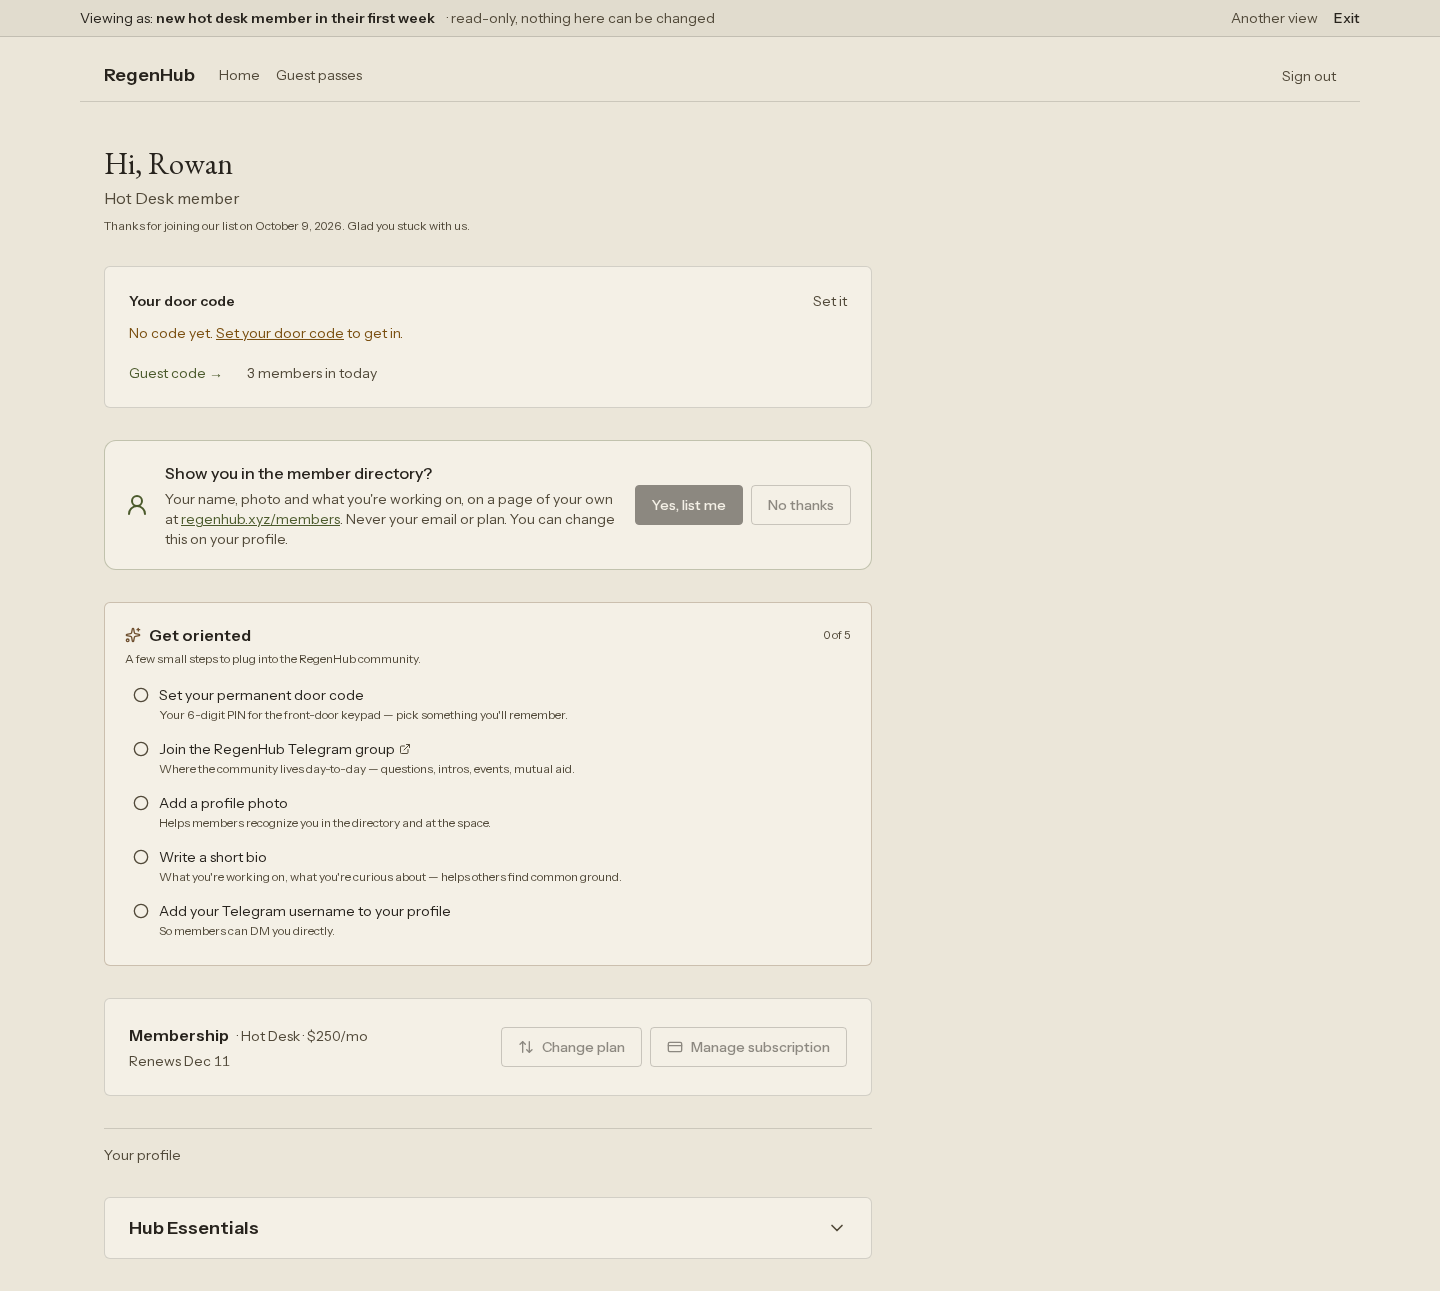 Viewing as: new hot desk member in their first week · read-only, nothing here can be changed
Another view
Exit
RegenHub
Home
Guest passes
Sign out
Hi, Rowan
Hot Desk member
Thanks for joining our list on October 9, 2026. Glad you stuck with us.
Your door code
Set it
No code yet. Set your door code to get in.
Guest code →
3 members in today
Show you in the member directory?
Your name, photo and what you're working on, on a page of your own
at regenhub.xyz/members. Never your email or plan. You can change
this on your profile.
Yes, list me
No thanks
Get oriented
0 of 5
A few small steps to plug into the RegenHub community.
Set your permanent door code
Your 6-digit PIN for the front-door keypad — pick something you'll remember.
Join the RegenHub Telegram group
Where the community lives day-to-day — questions, intros, events, mutual aid.
Add a profile photo
Helps members recognize you in the directory and at the space.
Write a short bio
What you're working on, what you're curious about — helps others find common ground.
Add your Telegram username to your profile
So members can DM you directly.
Membership · Hot Desk · $250/mo
Renews Dec 11
Change plan
Manage subscription
Your profile
Hub Essentials